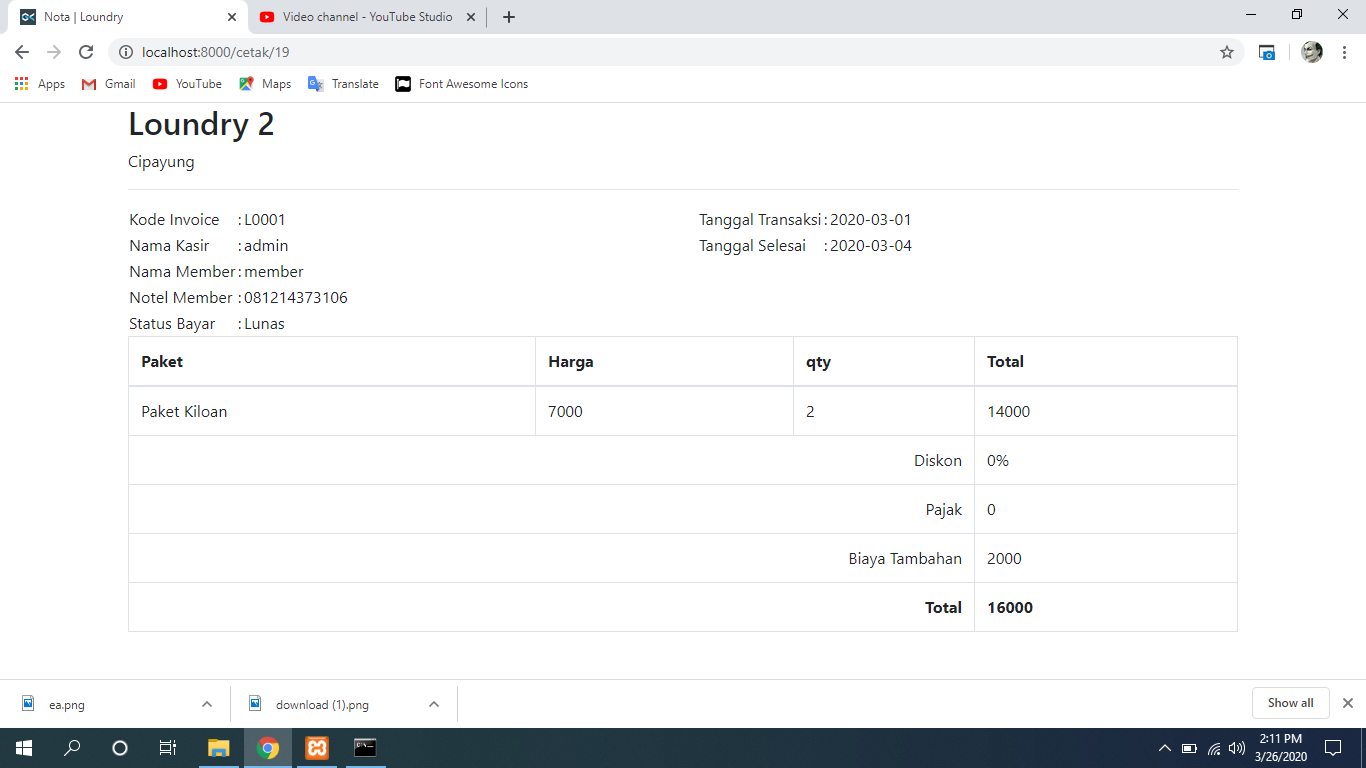 Nota | Loundry
Video channel - YouTube Studio
localhost:8000/cetak/19
Apps Gmail YouTube Maps Translate Font Awesome Icons
Loundry 2
Cipayung
Kode Invoice : L0001 Tanggal Transaksi : 2020-03-01
Nama Kasir : admin Tanggal Selesai : 2020-03-04
Nama Member : member
Notel Member : 081214373106
Status Bayar : Lunas
Paket Harga qty Total
Paket Kiloan 7000 2 14000
Diskon 0%
Pajak 0
Biaya Tambahan 2000
Total 16000
ea.png download (1).png Show all
2:11 PM
3/26/2020